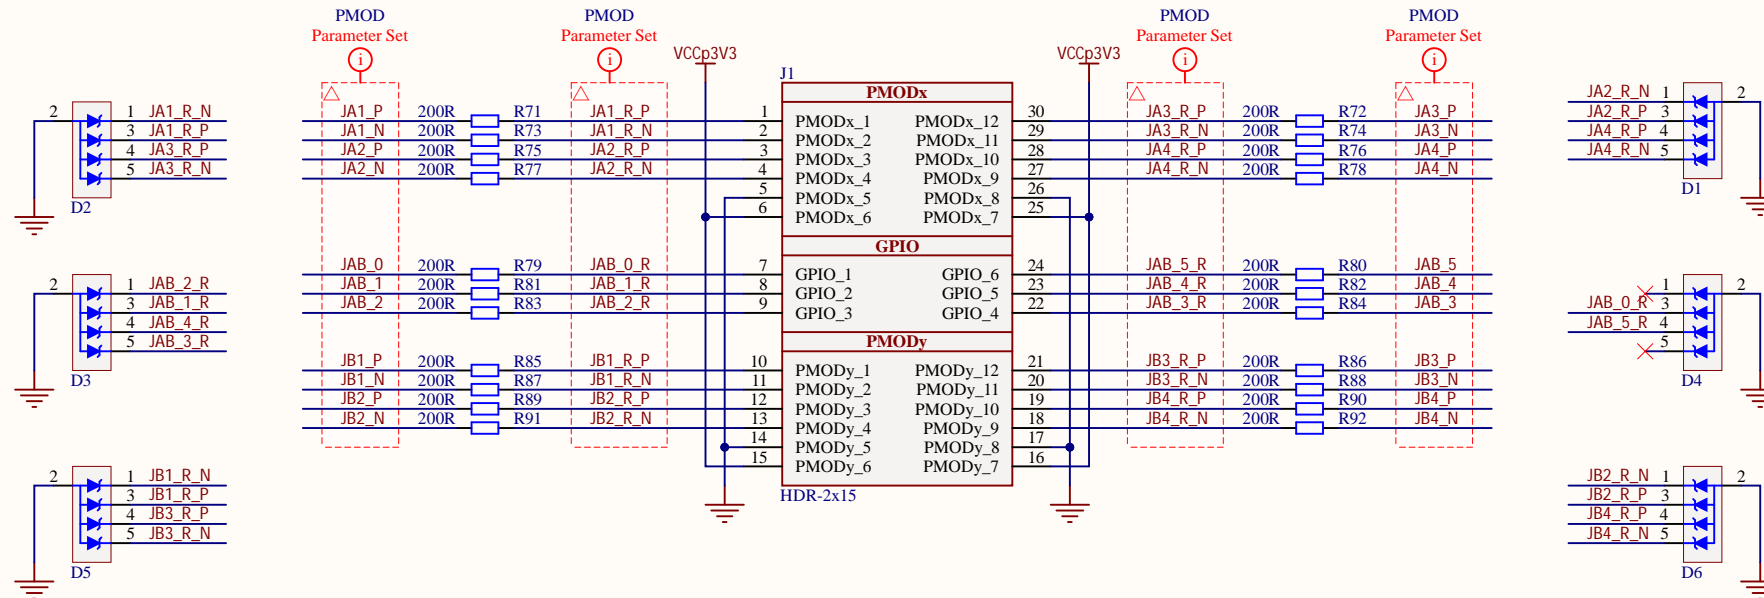 PMOD PMOD PMOD PMOD
Parameter Set Parameter Set Parameter Set Parameter Set
i i i i
VCCp3V3 VCCp3V3
J1
PMODx
2 1 JA1_R_N
3 JA1_R_P
4 JA3_R_P
5 JA3_R_N
D2
JA1_P 200R R71 JA1_R_P 1 PMODx_1 PMODx_12 30 JA3_R_P 200R R72 JA3_P
JA1_N 200R R73 JA1_R_N 2 PMODx_2 PMODx_11 29 JA3_R_N 200R R74 JA3_N
JA2_P 200R R75 JA2_R_P 3 PMODx_3 PMODx_10 28 JA4_R_P 200R R76 JA4_P
JA2_N 200R R77 JA2_R_N 4 PMODx_4 PMODx_9 27 JA4_R_N 200R R78 JA4_N
5 PMODx_5 PMODx_8 26
6 PMODx_6 PMODx_7 25
JA2_R_N 1 2
JA2_R_P 3
JA4_R_P 4
JA4_R_N 5
D1
GPIO
2 1 JAB_2_R
3 JAB_1_R
4 JAB_4_R
5 JAB_3_R
D3
JAB_0 200R R79 JAB_0_R 7 GPIO_1 GPIO_6 24 JAB_5_R 200R R80 JAB_5
JAB_1 200R R81 JAB_1_R 8 GPIO_2 GPIO_5 23 JAB_4_R 200R R82 JAB_4
JAB_2 200R R83 JAB_2_R 9 GPIO_3 GPIO_4 22 JAB_3_R 200R R84 JAB_3
1 2
JAB_0_R 3
JAB_5_R 4
5
D4
PMODy
JB1_P 200R R85 JB1_R_P 10 PMODy_1 PMODy_12 21 JB3_R_P 200R R86 JB3_P
JB1_N 200R R87 JB1_R_N 11 PMODy_2 PMODy_11 20 JB3_R_N 200R R88 JB3_N
JB2_P 200R R89 JB2_R_P 12 PMODy_3 PMODy_10 19 JB4_R_P 200R R90 JB4_P
JB2_N 200R R91 JB2_R_N 13 PMODy_4 PMODy_9 18 JB4_R_N 200R R92 JB4_N
14 PMODy_5 PMODy_8 17
15 PMODy_6 PMODy_7 16
HDR-2x15
2 1 JB1_R_N
3 JB1_R_P
4 JB3_R_P
5 JB3_R_N
D5
JB2_R_N 1 2
JB2_R_P 3
JB4_R_P 4
JB4_R_N 5
D6